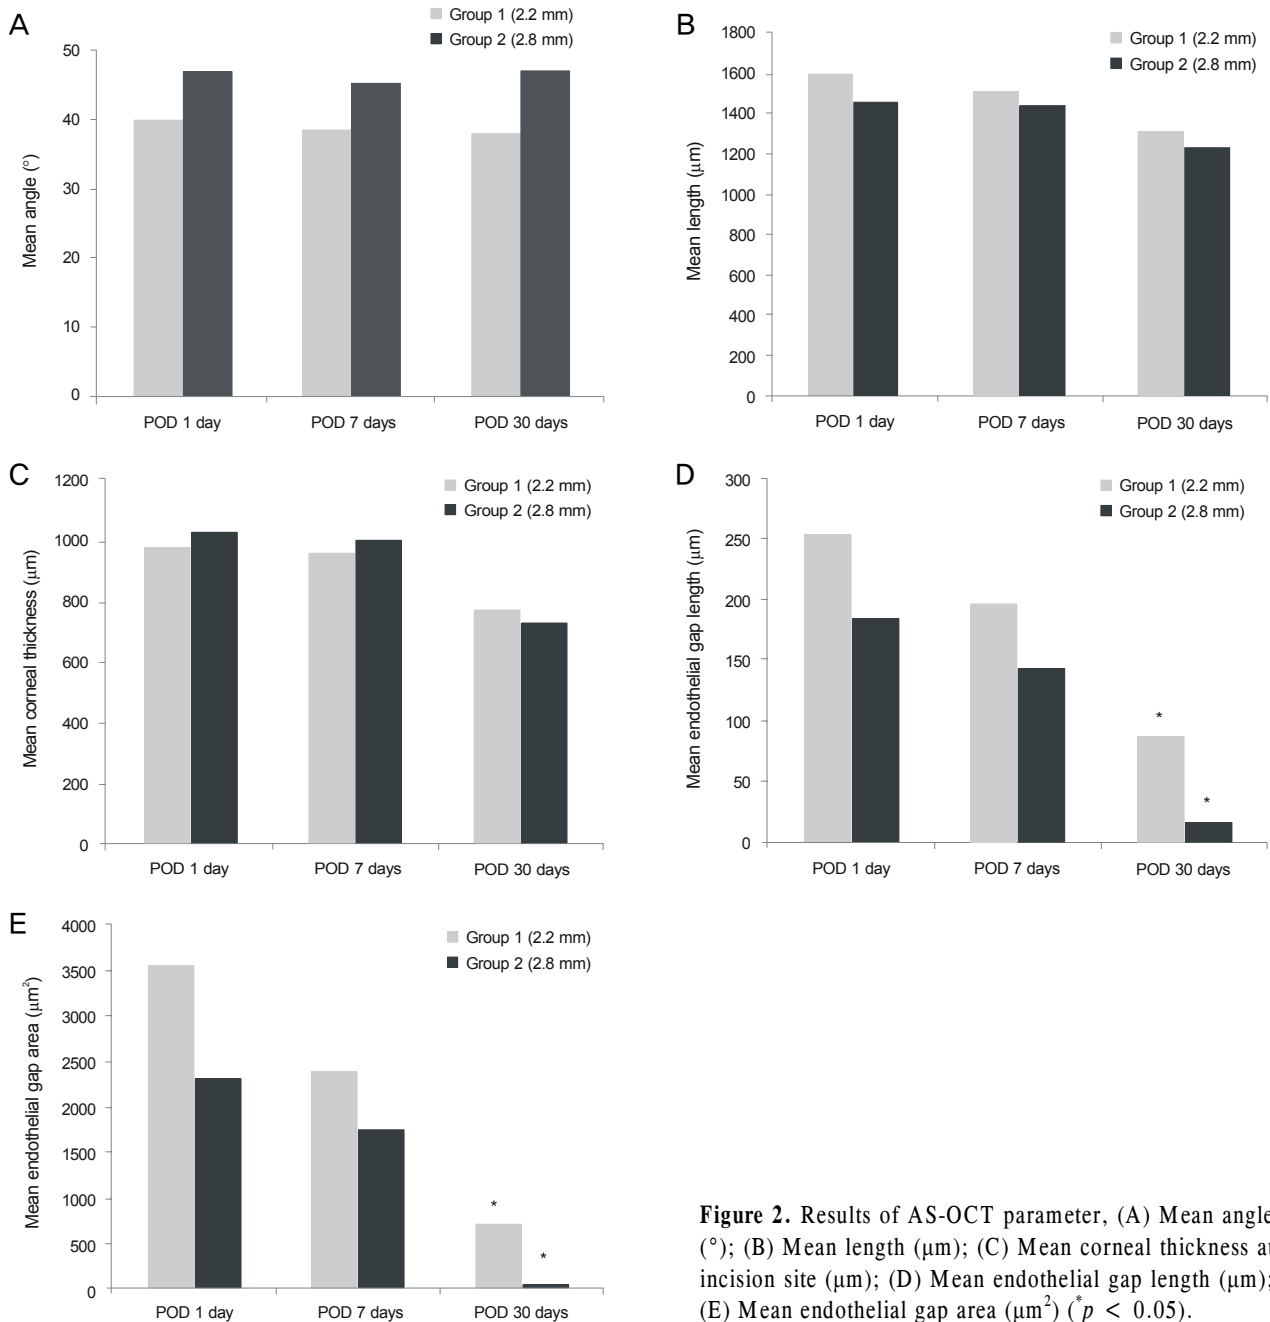 A
Group 1 (2.2 mm)
Group 2 (2.8 mm)
Mean angle (°)
50
40
30
20
10
0
POD 1 day
POD 7 days
POD 30 days
B
Group 1 (2.2 mm)
Group 2 (2.8 mm)
Mean length (μm)
1800
1600
1400
1200
1000
800
600
400
200
0
POD 1 day
POD 7 days
POD 30 days
C
Group 1 (2.2 mm)
Group 2 (2.8 mm)
Mean corneal thickness (μm)
1200
1000
800
600
400
200
0
POD 1 day
POD 7 days
POD 30 days
D
Group 1 (2.2 mm)
Group 2 (2.8 mm)
Mean endothelial gap length (μm)
300
250
200
150
100
50
0
*
*
POD 1 day
POD 7 days
POD 30 days
E
Group 1 (2.2 mm)
Group 2 (2.8 mm)
Mean endothelial gap area (μm²)
4000
3500
3000
2500
2000
1500
1000
500
0
*
*
POD 1 day
POD 7 days
POD 30 days
Figure 2. Results of AS-OCT parameter, (A) Mean angle
(°); (B) Mean length (μm); (C) Mean corneal thickness at
incision site (μm); (D) Mean endothelial gap length (μm);
(E) Mean endothelial gap area (μm²) (*p < 0.05).